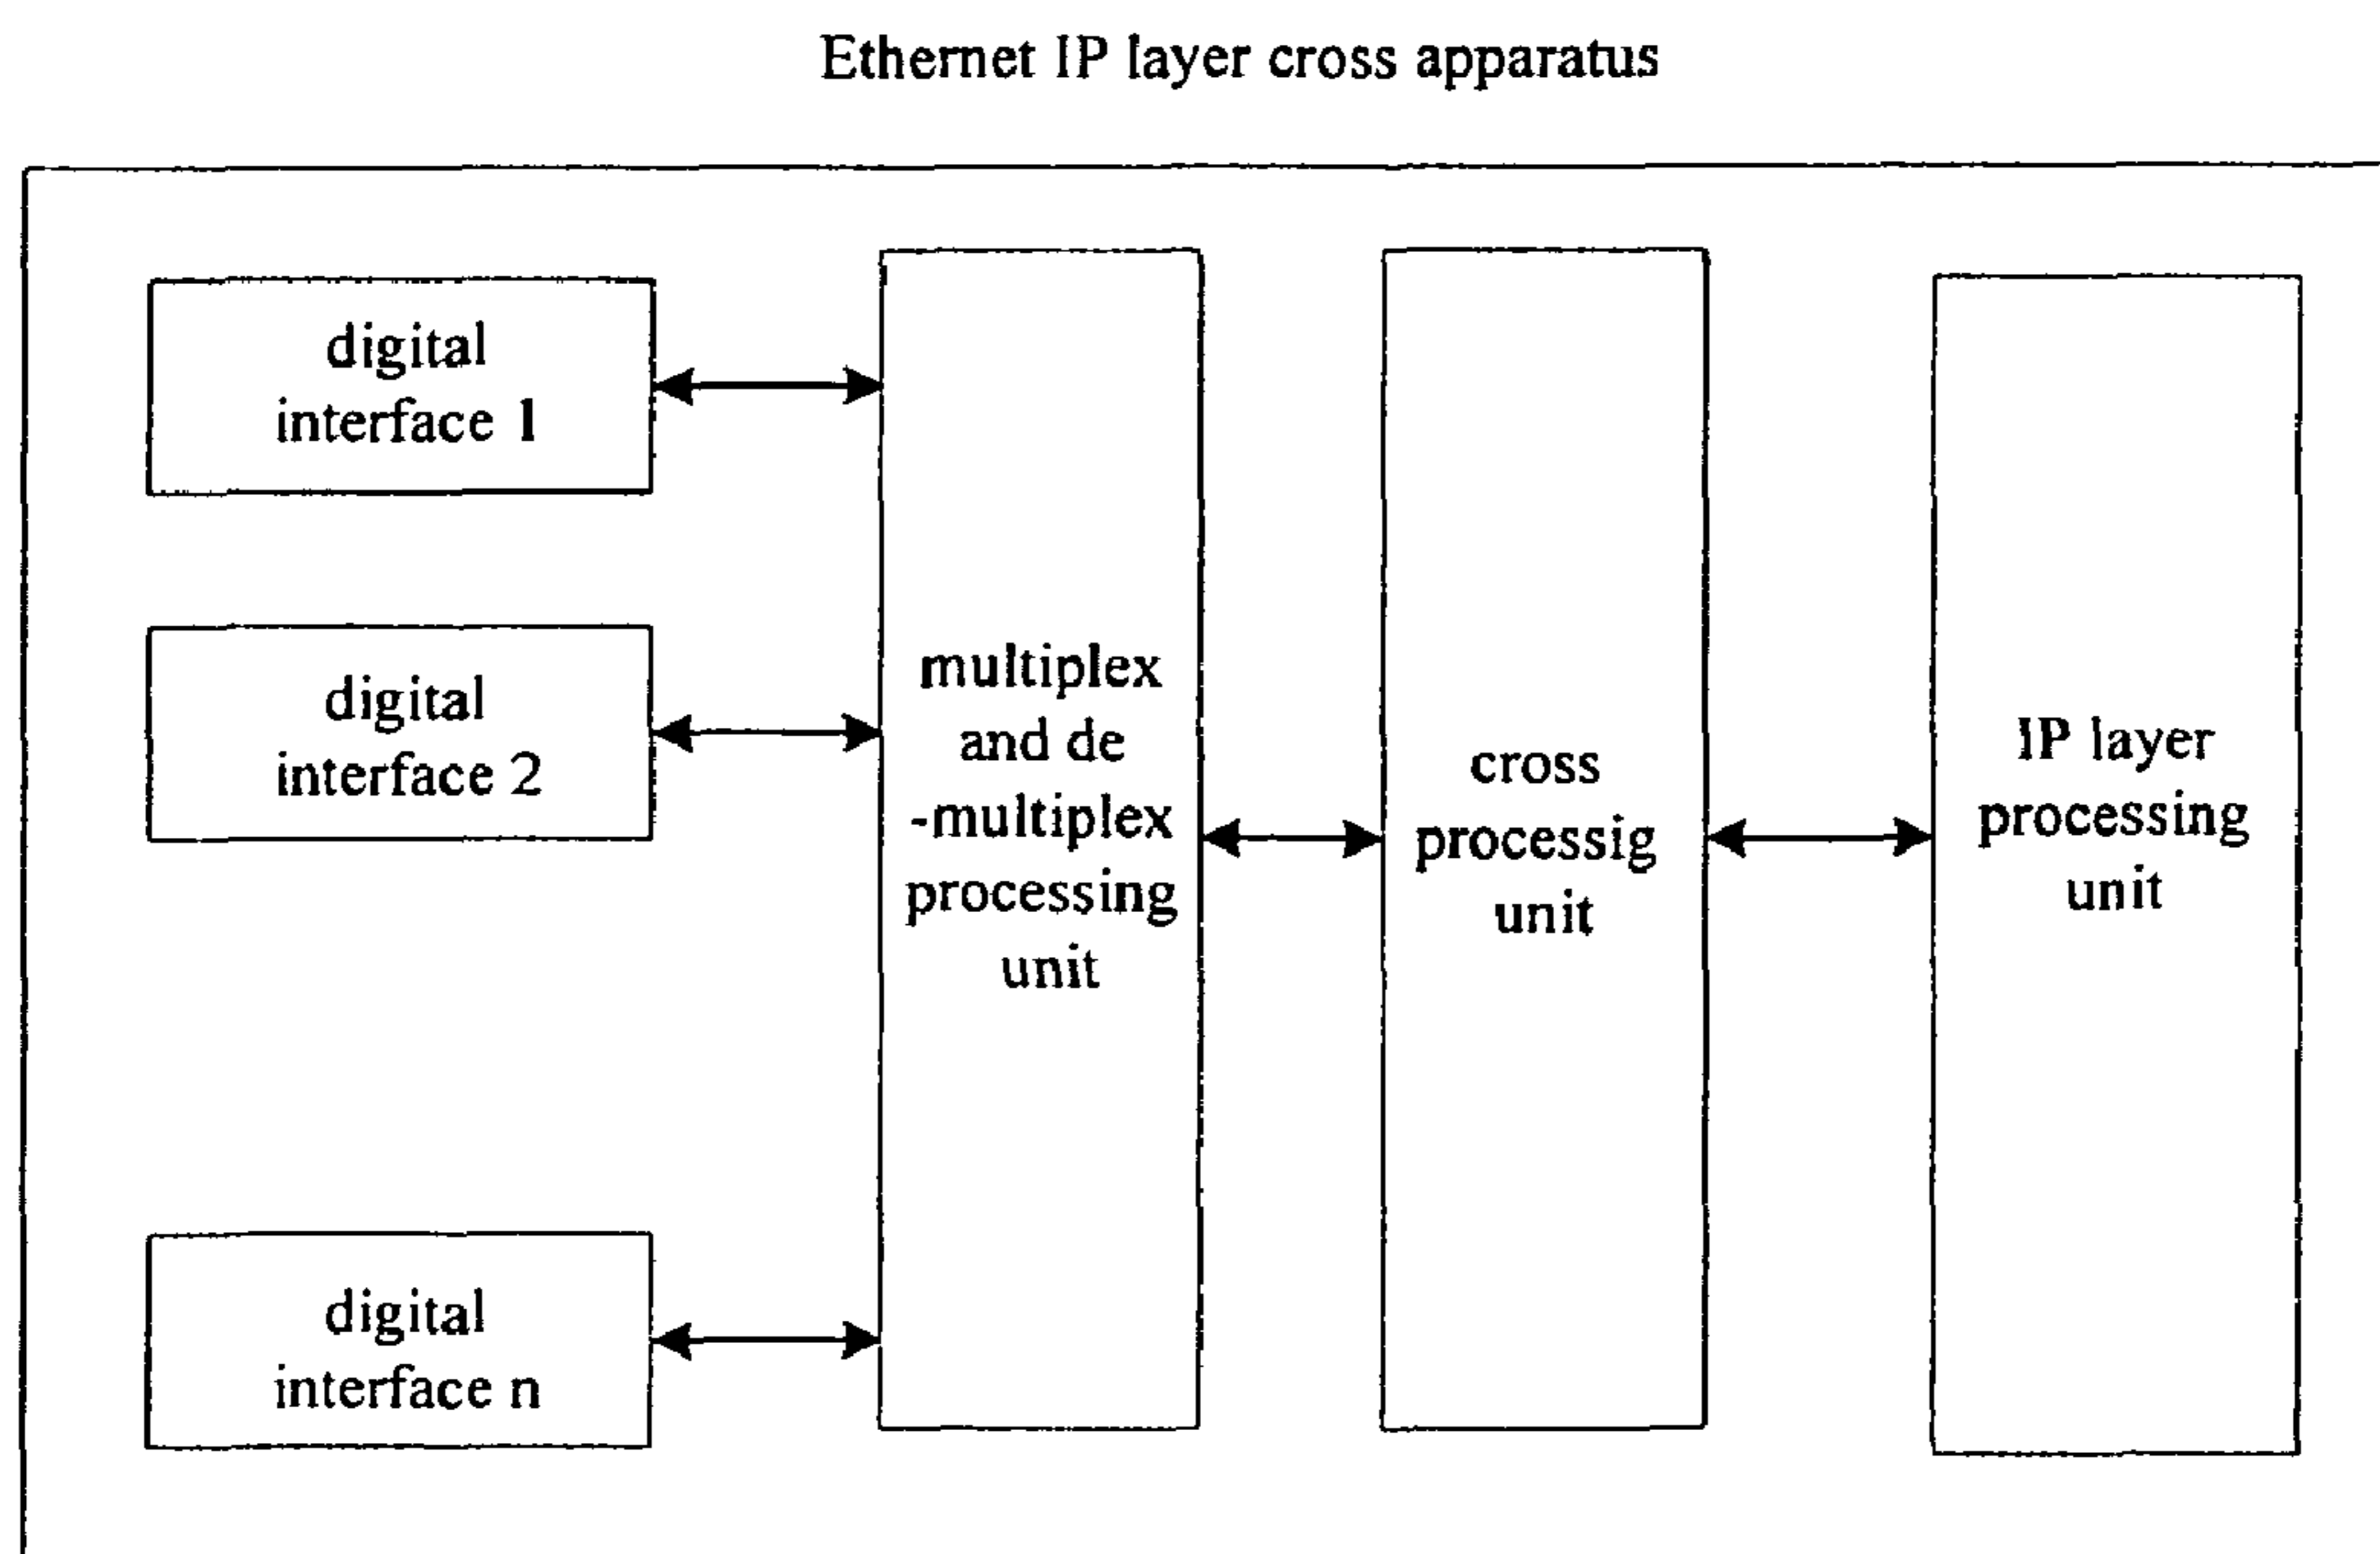 Ethernet IP layer cross apparatus
digital
interface 1
digital
interface 2
digital
interface n
multiplex
and de
-multiplex
processing
unit
cross
processig
unit
IP layer
processing
unit